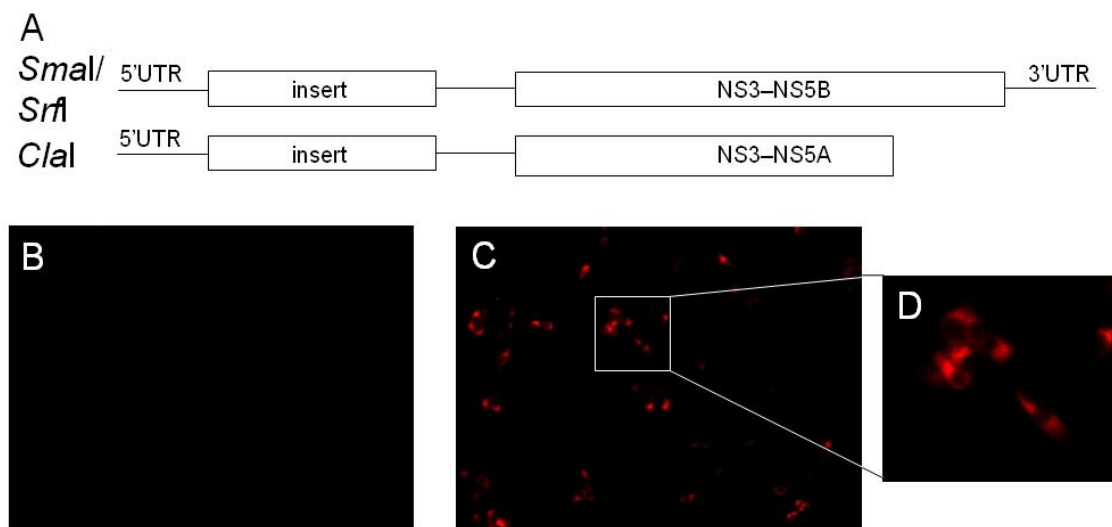 A
SmaI/
SrfI
5'UTR
insert
NS3–NS5B
3'UTR
ClaI
5'UTR
insert
NS3–NS5A
B
C
D